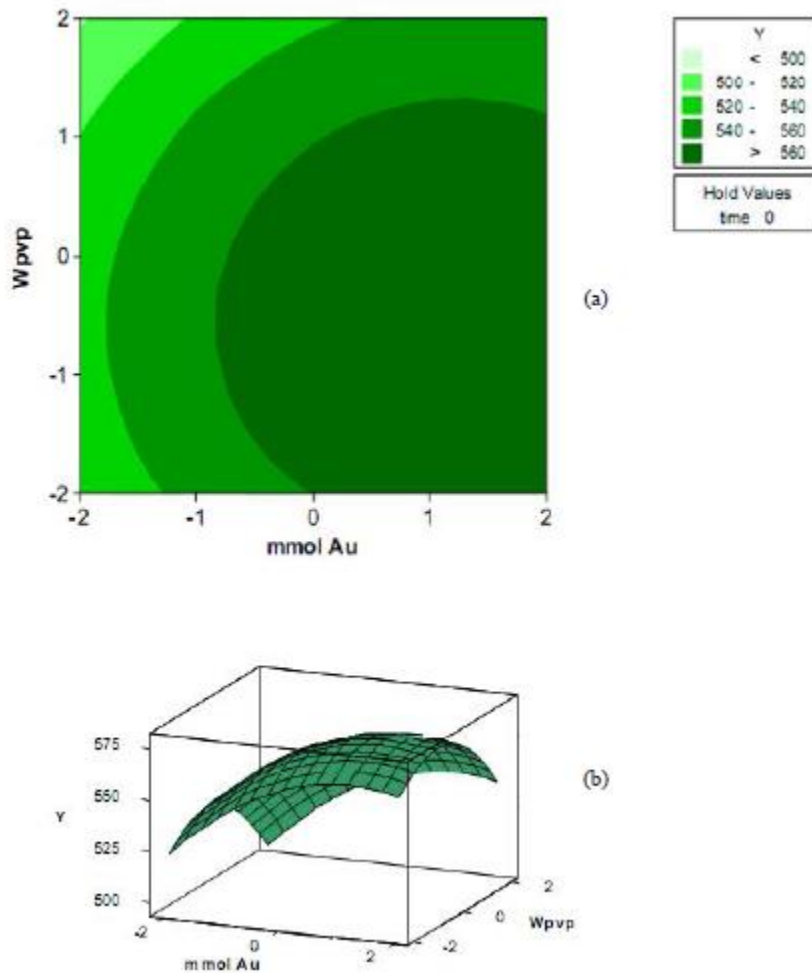 2
1
0
-1
-2
Wpvp
-2 -1 0 1 2
mmol Au
Y
< 500
500 - 520
520 - 540
540 - 560
> 560
Hold Values
time 0
(a)
575
550
525
500
Y
-2 0 2
mmol Au
-2 0 2
Wpvp
(b)